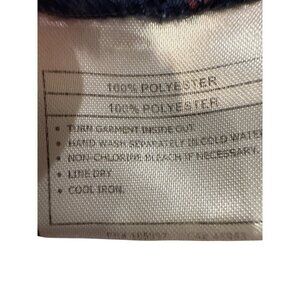 100% POLYESTER
100% POLYESTER
• TURN GARMENT INSIDE OUT
• HAND WASH SEPARATELY IN COLD WATER
• NON-CHLORINE BLEACH IF NECESSARY.
• LINE DRY
• COOL IRON.